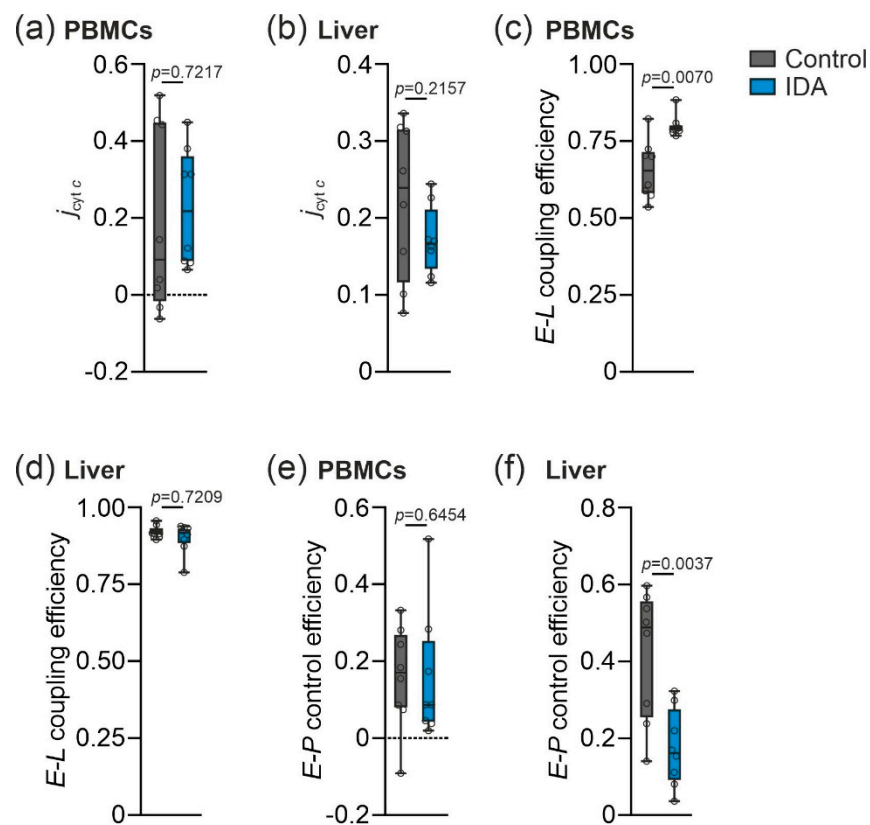 (a) PBMCs
p=0.7217
0.6
0.4
0.2
0
-0.2
j cyt c
(b) Liver
p=0.2157
0.4
0.3
0.2
0.1
0
j cyt c
(c) PBMCs
p=0.0070
1.00
0.75
0.50
0.25
0
E-L coupling efficiency
Control
IDA
(d) Liver
p=0.7209
1.00
0.75
0.50
0.25
0
E-L coupling efficiency
(e) PBMCs
p=0.6454
0.6
0.4
0.2
0
-0.2
E-P control efficiency
(f) Liver
p=0.0037
0.8
0.6
0.4
0.2
0
E-P control efficiency